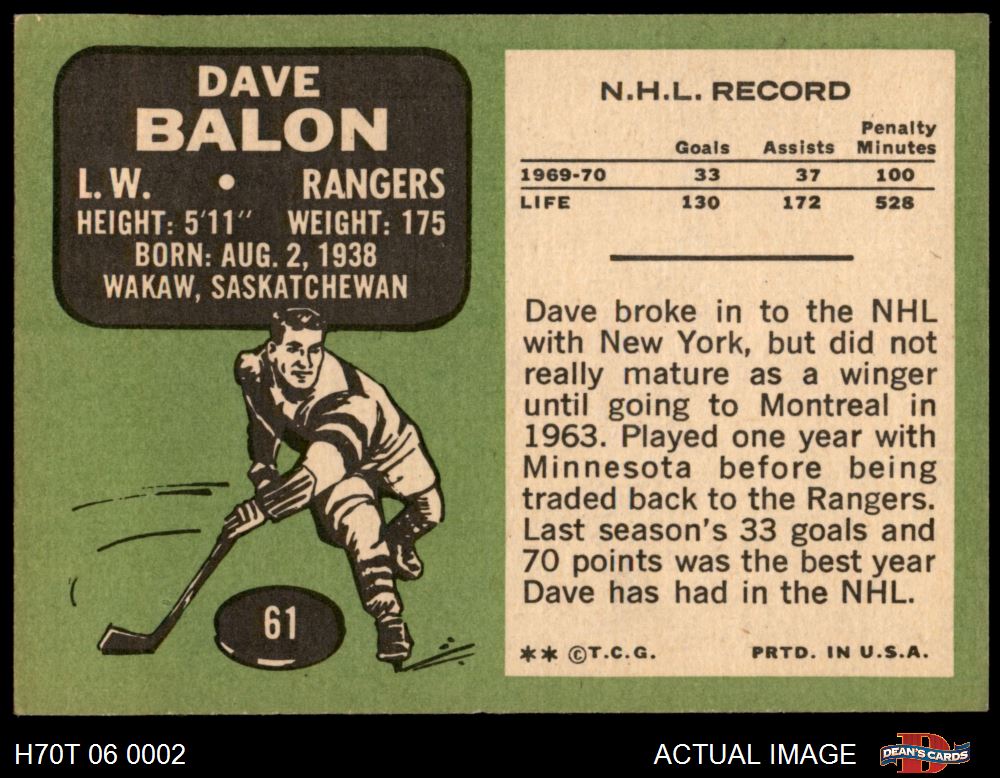 DAVE
BALON
L.W. • RANGERS
HEIGHT: 5'11" WEIGHT: 175
BORN: AUG. 2, 1938
WAKAW, SASKATCHEWAN
61
N.H.L. RECORD
Goals Assists Penalty Minutes
1969-70 33 37 100
LIFE 130 172 528
Dave broke in to the NHL
with New York, but did not
really mature as a winger
until going to Montreal in
1963. Played one year with
Minnesota before being
traded back to the Rangers.
Last season's 33 goals and
70 points was the best year
Dave has had in the NHL.
** ©T.C.G. PRTD. IN U.S.A.
H70T 06 0002
ACTUAL IMAGE
DEAN'S CARDS